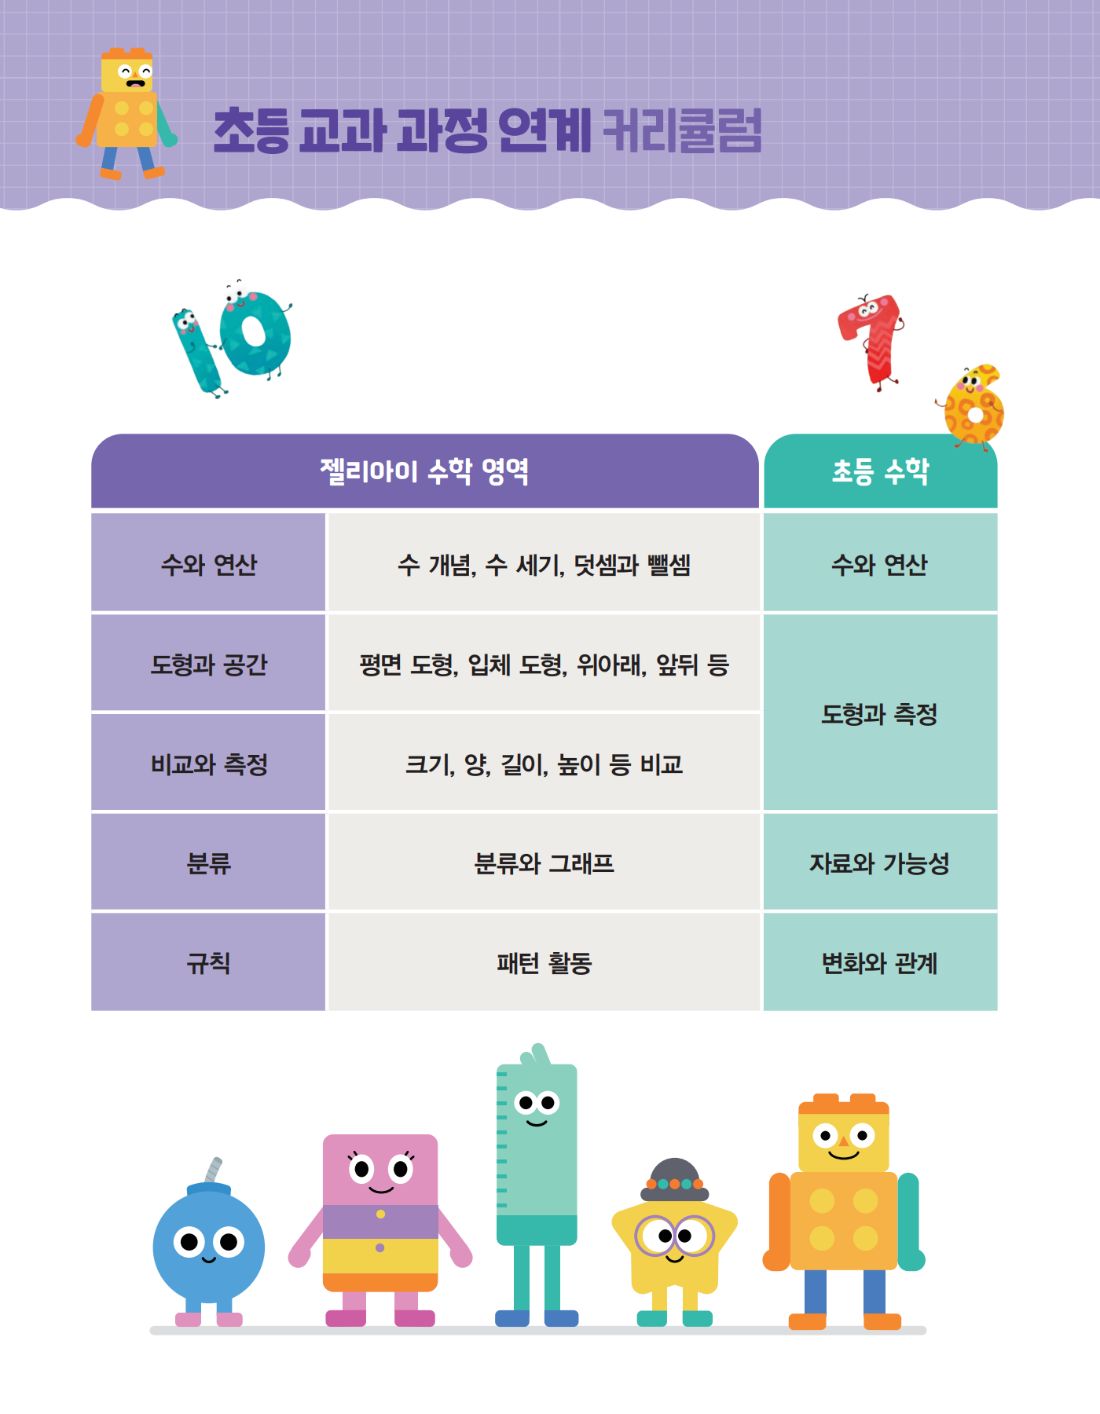 초등 교과 과정 연계 커리큘럼
10
7
6
젤리아이 수학 영역
초등 수학
수와 연산
수 개념, 수 세기, 덧셈과 뺄셈
수와 연산
도형과 공간
평면 도형, 입체 도형, 위아래, 앞뒤 등
도형과 측정
비교와 측정
크기, 양, 길이, 높이 등 비교
분류
분류와 그래프
자료와 가능성
규칙
패턴 활동
변화와 관계